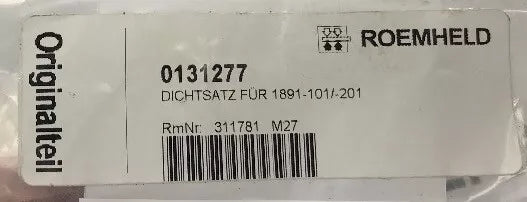 Originalteil
ROEMHELD
0131277
DICHTSATZ FÜR 1891-101/-201
RmNr: 311781 M27